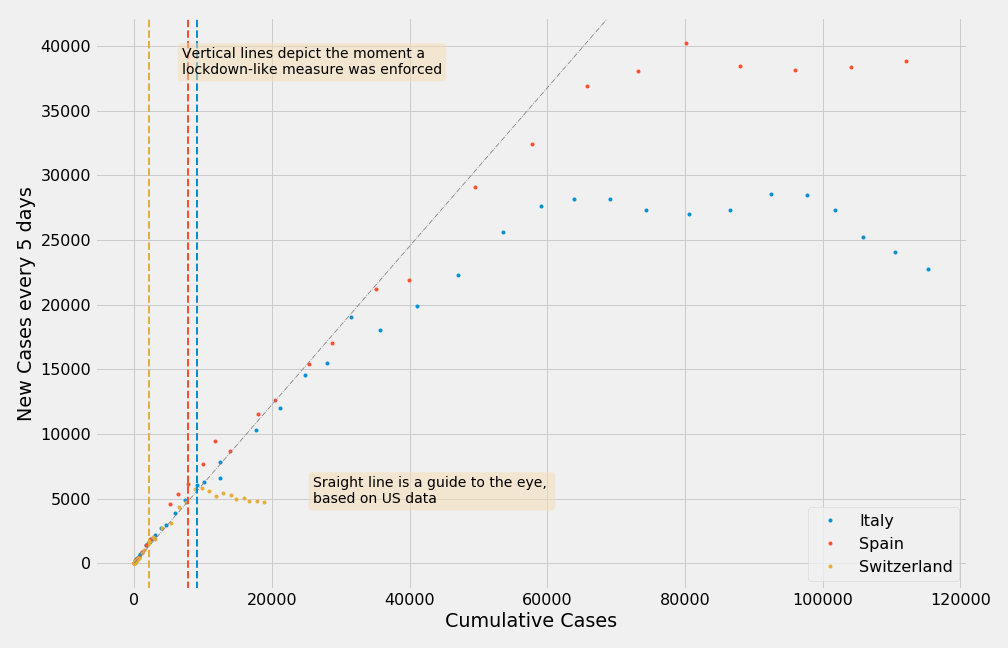 Vertical lines depict the moment a
lockdown-like measure was enforced
40000
35000
30000
25000
20000
15000
10000
5000
0
New Cases every 5 days
Sraight line is a guide to the eye,
based on US data
Italy
Spain
Switzerland
0
20000
40000
60000
80000
100000
120000
Cumulative Cases